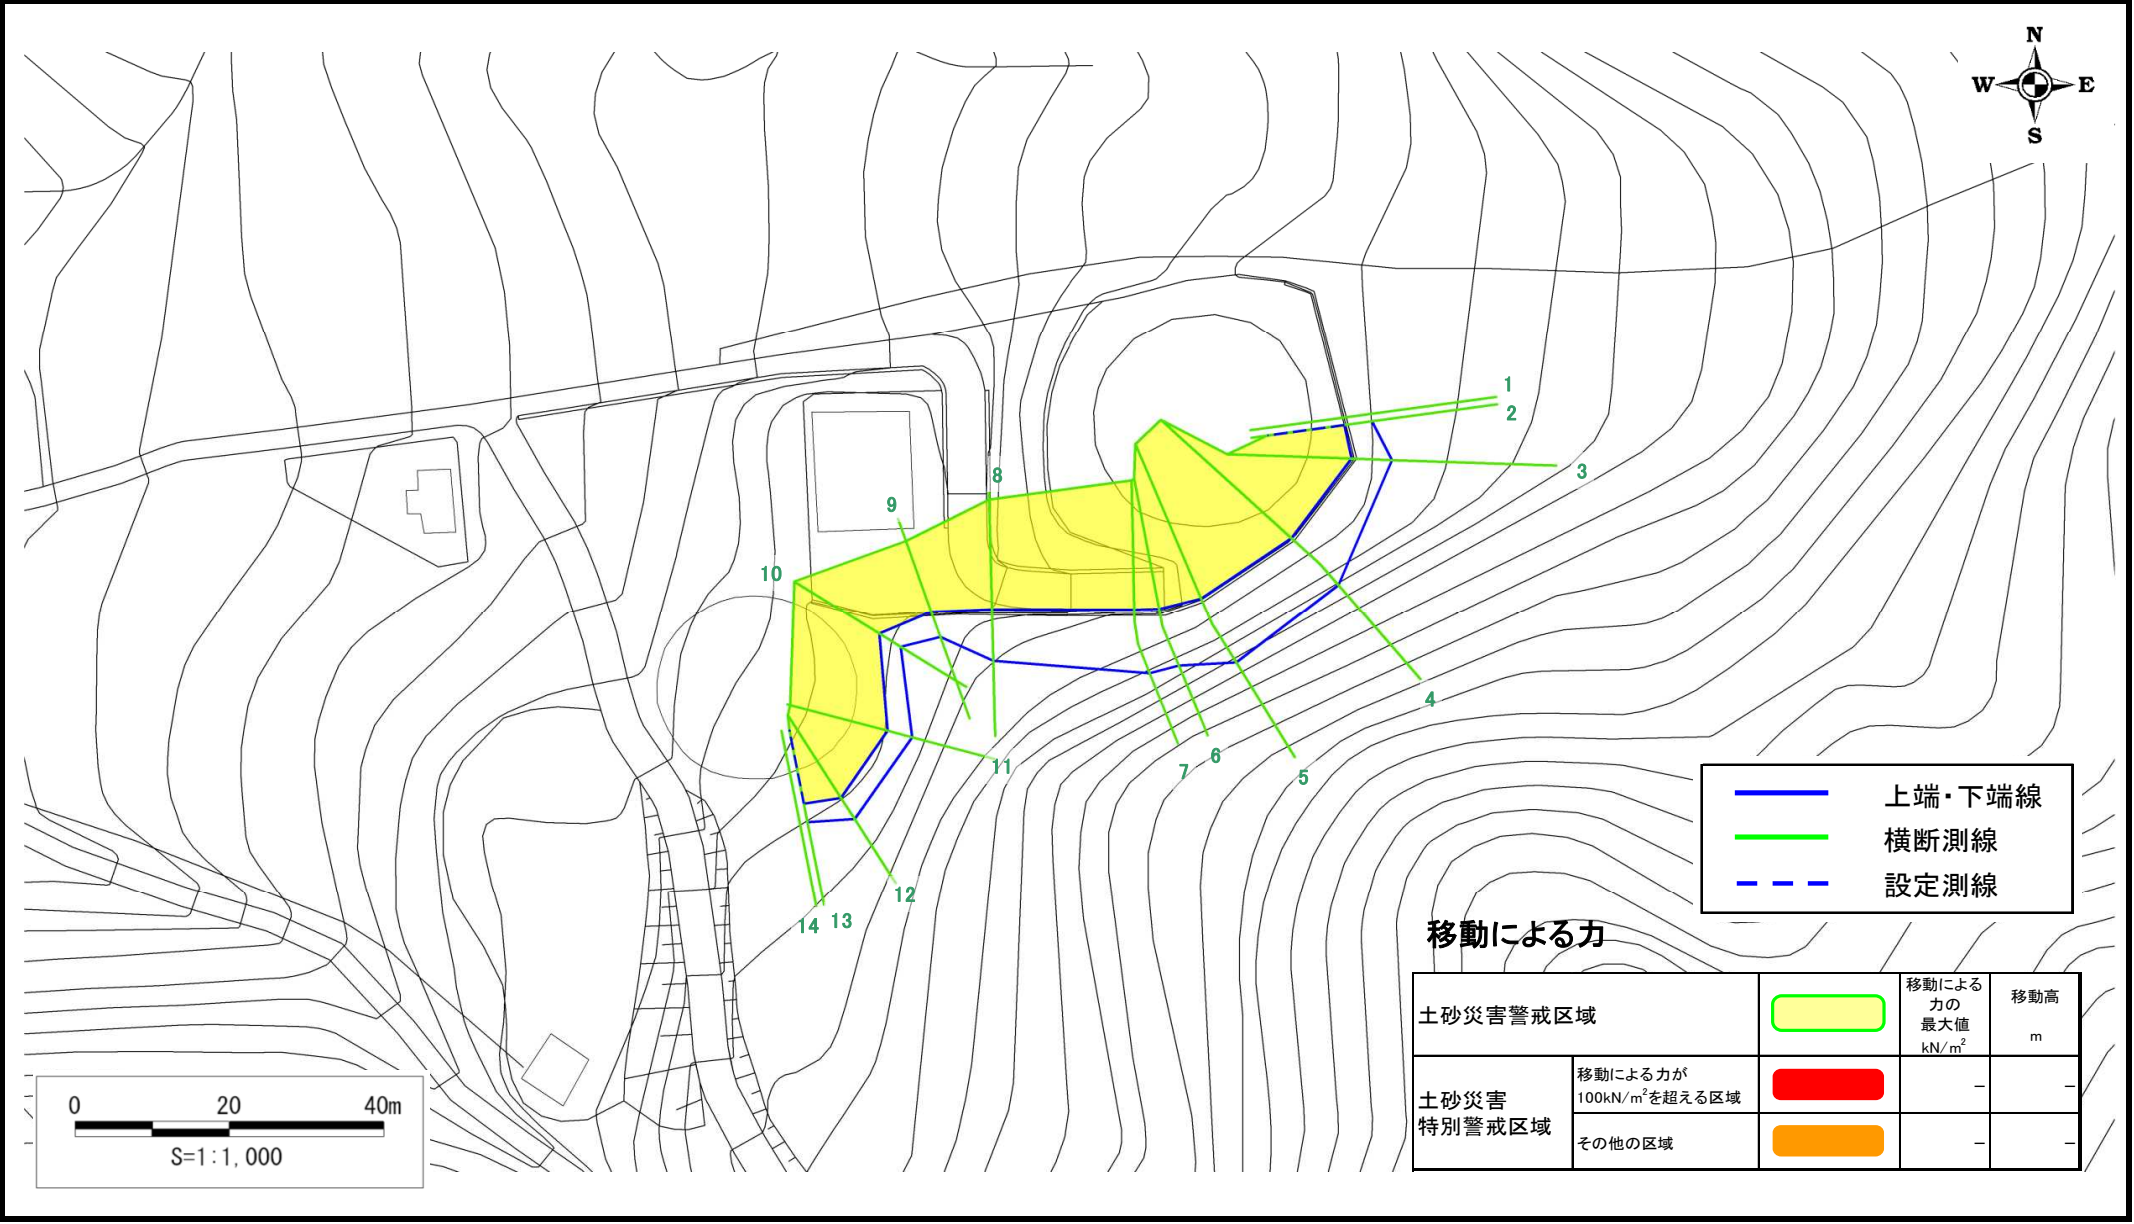 N
W E
S
1
2
3
8
9
10
4
5
6
7
11
12
13
14
上端・下端線
横断測線
設定測線
移動による力
土砂災害警戒区域
移動による
力の
最大値
kN/m²
移動高
m
土砂災害
特別警戒区域
移動による力が
100kN/m²を超える区域
− −
その他の区域
− −
0 20 40m
S=1:1,000